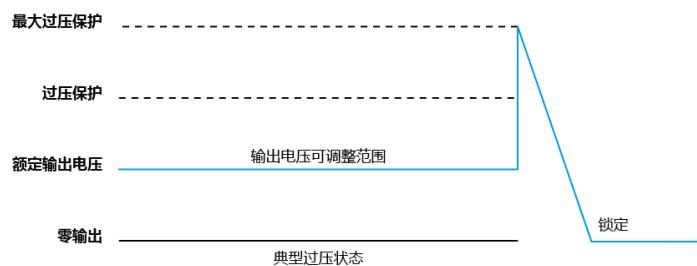 最大过压保护
过压保护
额定输出电压
输出电压可调整范围
零输出
锁定
典型过压状态